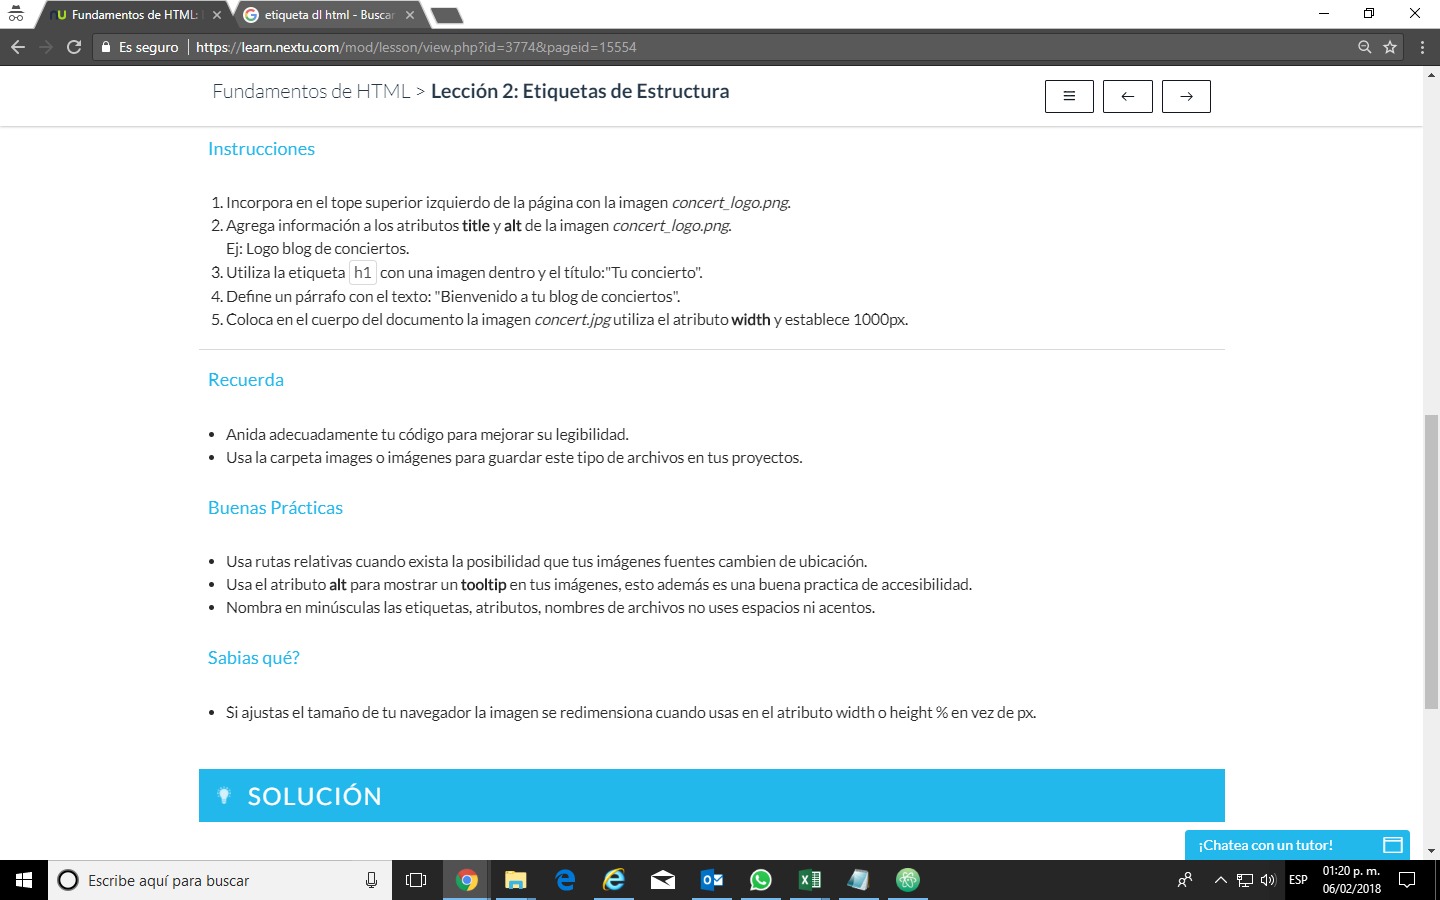 Fundamentos de HTML:
etiqueta dl html - Buscar
Es seguro
https://learn.nextu.com/mod/lesson/view.php?id=3774&pageid=15554
Fundamentos de HTML > Lección 2: Etiquetas de Estructura
Instrucciones
1. Incorpora en el tope superior izquierdo de la página con la imagen concert_logo.png.
2. Agrega información a los atributos title y alt de la imagen concert_logo.png.
Ej: Logo blog de conciertos.
3. Utiliza la etiqueta h1 con una imagen dentro y el título:"Tu concierto".
4. Define un párrafo con el texto: "Bienvenido a tu blog de conciertos".
5. Coloca en el cuerpo del documento la imagen concert.jpg utiliza el atributo width y establece 1000px.
Recuerda
• Anida adecuadamente tu código para mejorar su legibilidad.
• Usa la carpeta images o imágenes para guardar este tipo de archivos en tus proyectos.
Buenas Prácticas
• Usa rutas relativas cuando exista la posibilidad que tus imágenes fuentes cambien de ubicación.
• Usa el atributo alt para mostrar un tooltip en tus imágenes, esto además es una buena practica de accesibilidad.
• Nombra en minúsculas las etiquetas, atributos, nombres de archivos no uses espacios ni acentos.
Sabias qué?
• Si ajustas el tamaño de tu navegador la imagen se redimensiona cuando usas en el atributo width o height % en vez de px.
SOLUCIÓN
¡Chatea con un tutor!
Escribe aquí para buscar
ESP
01:20 p. m.
06/02/2018